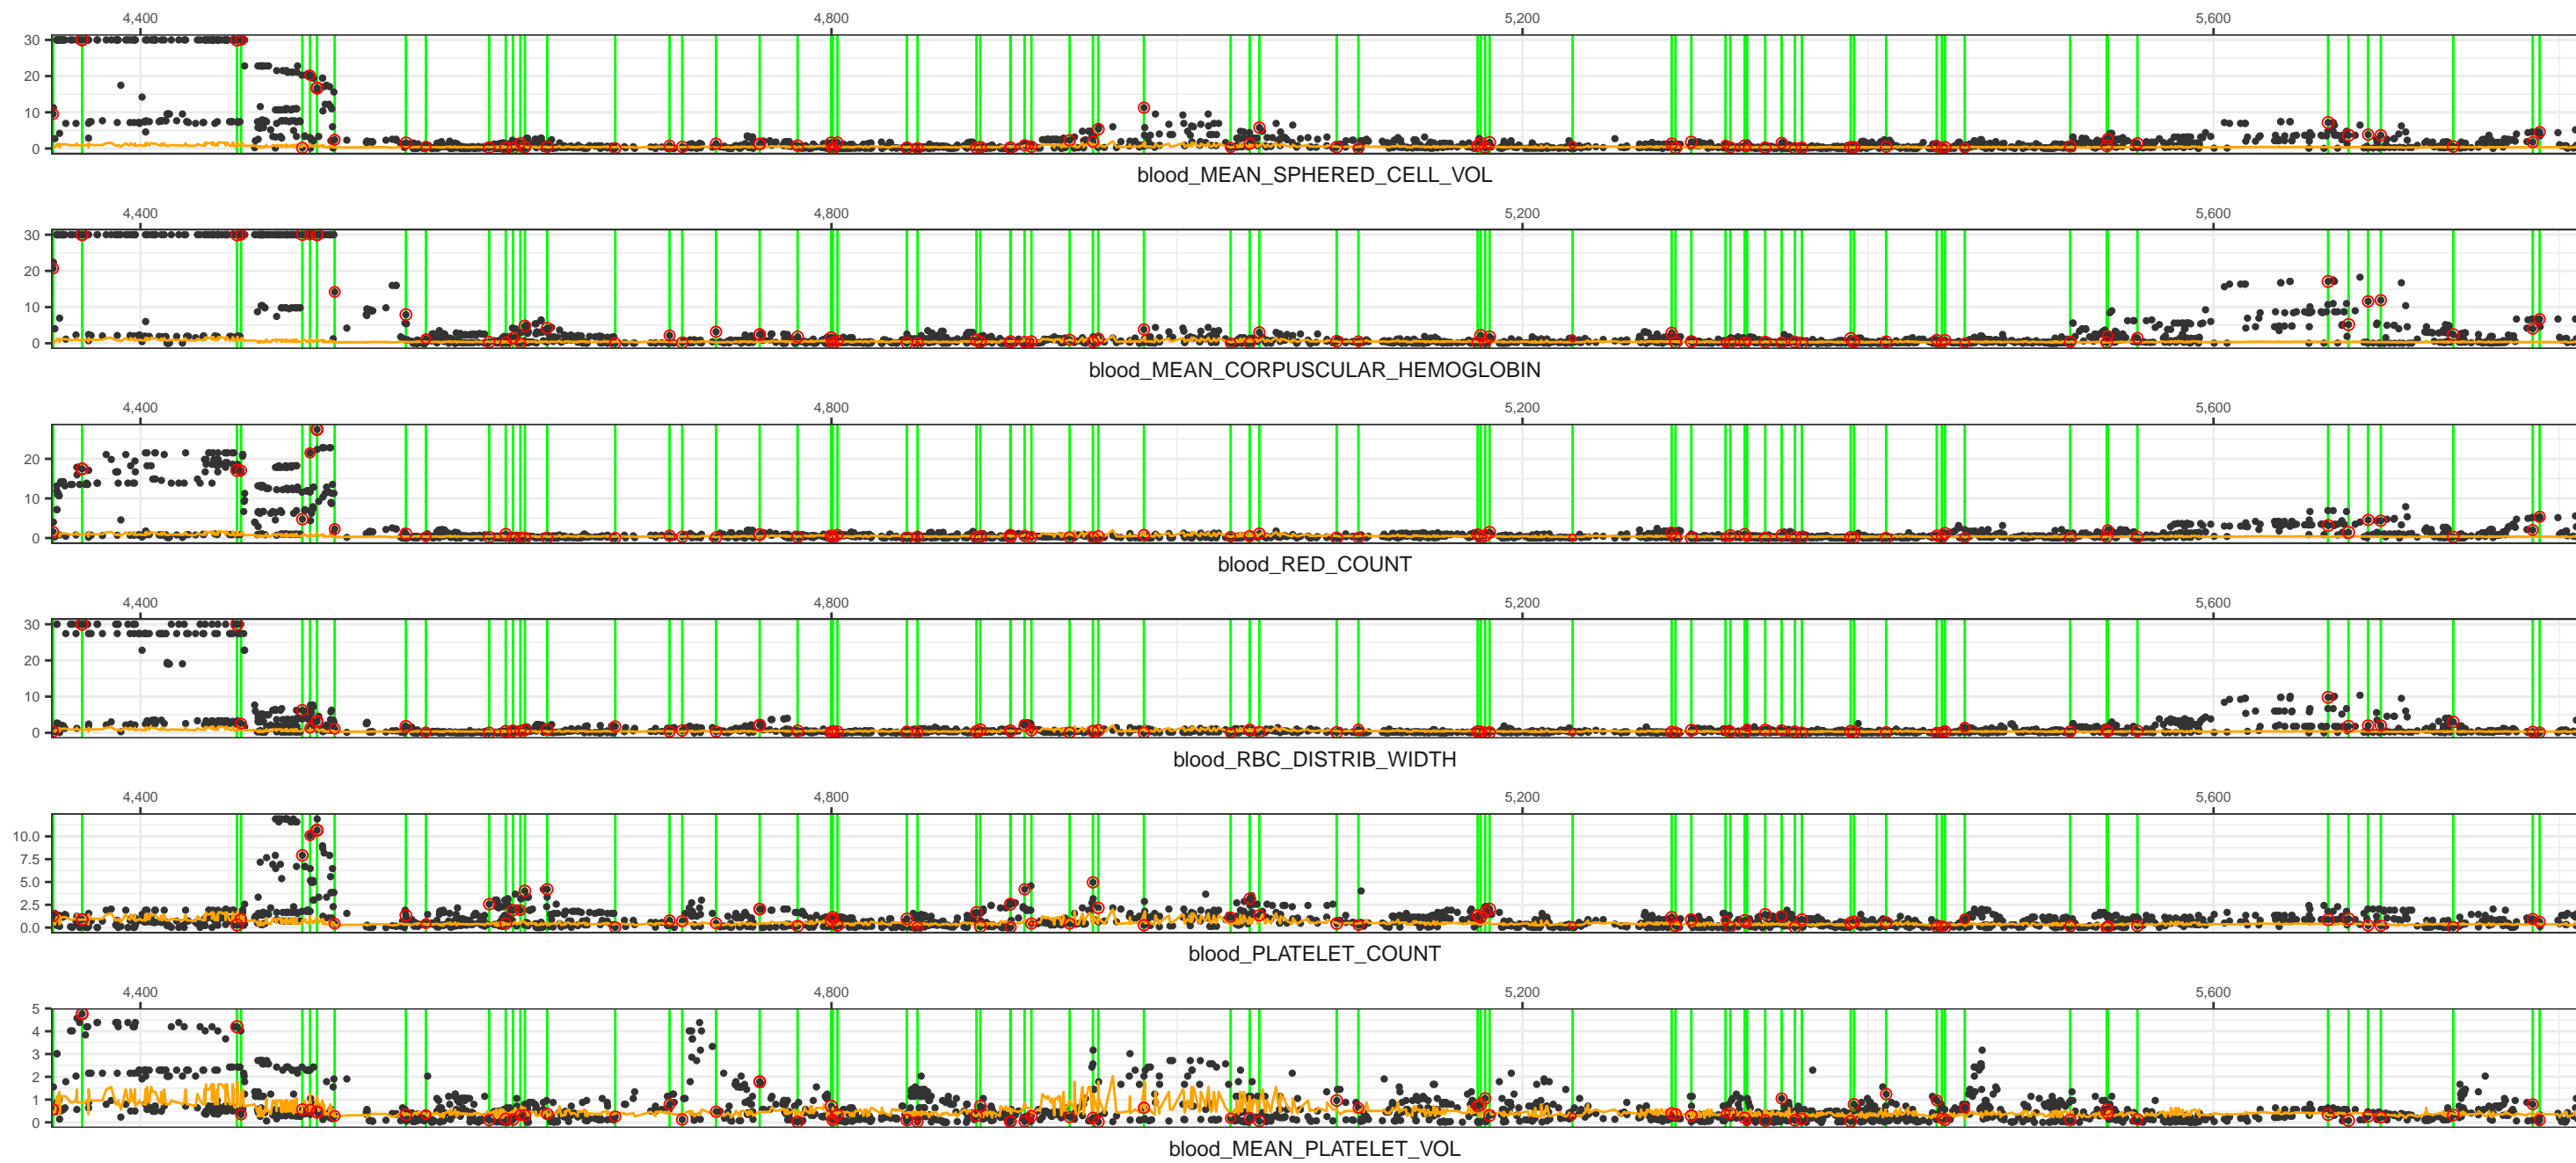 4,400 4,800 5,200 5,600
30
20
10
0
blood_MEAN_SPHERED_CELL_VOL
4,400 4,800 5,200 5,600
30
20
10
0
blood_MEAN_CORPUSCULAR_HEMOGLOBIN
4,400 4,800 5,200 5,600
20
10
0
blood_RED_COUNT
4,400 4,800 5,200 5,600
30
20
10
0
blood_RBC_DISTRIB_WIDTH
4,400 4,800 5,200 5,600
10.0
7.5
5.0
2.5
0.0
blood_PLATELET_COUNT
4,400 4,800 5,200 5,600
5
4
3
2
1
0
blood_MEAN_PLATELET_VOL